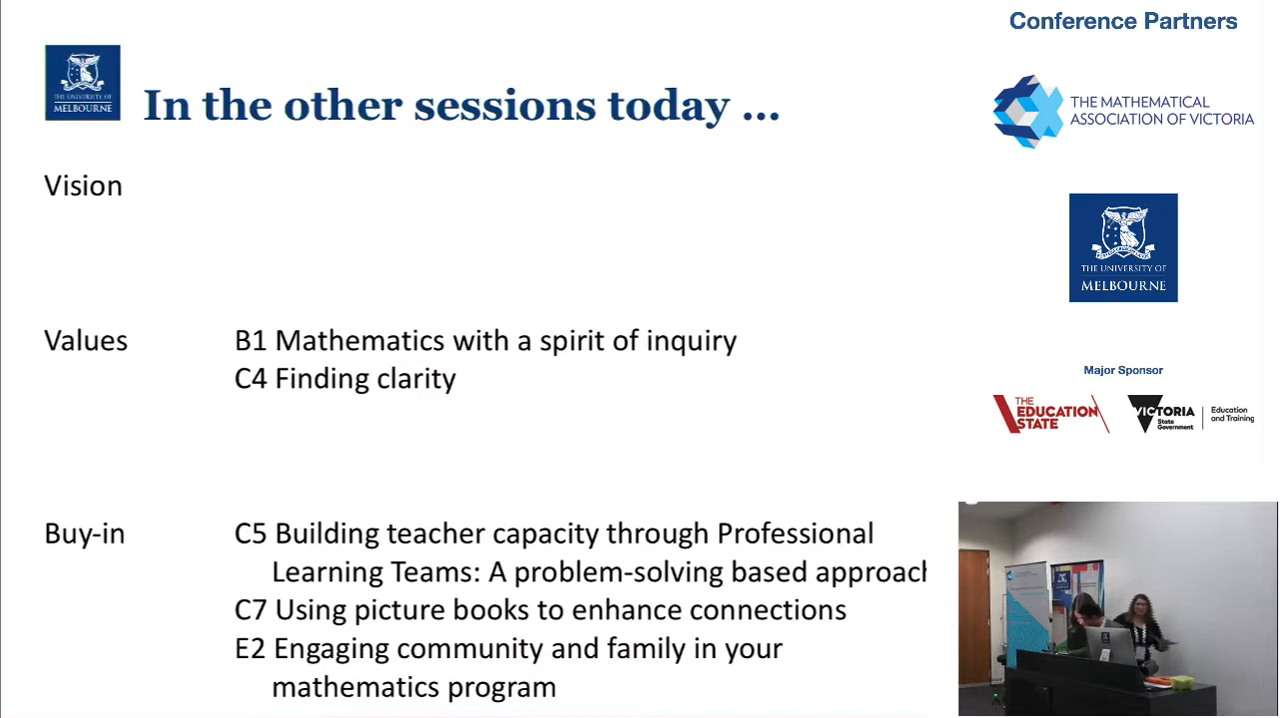 Conference Partners
THE UNIVERSITY OF
MELBOURNE
In the other sessions today ...
THE MATHEMATICAL
ASSOCIATION OF VICTORIA
Vision
THE UNIVERSITY OF
MELBOURNE
Values
B1 Mathematics with a spirit of inquiry
C4 Finding clarity
Major Sponsor
THE
EDUCATION
STATE
VICTORIA
State
Government
Education
and Training
Buy-in
C5 Building teacher capacity through Professional
Learning Teams: A problem-solving based approach
C7 Using picture books to enhance connections
E2 Engaging community and family in your
mathematics program